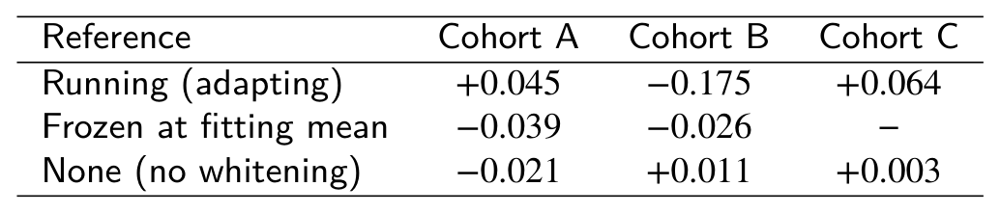 Reference Cohort A Cohort B Cohort C
Running (adapting) +0.045 −0.175 +0.064
Frozen at fitting mean −0.039 −0.026 –
None (no whitening) −0.021 +0.011 +0.003